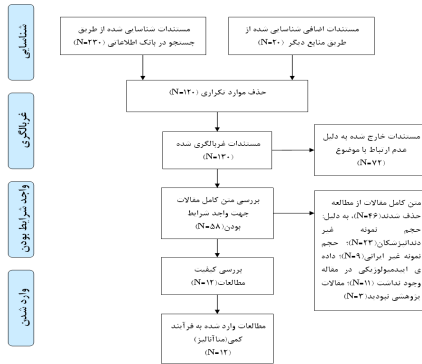 شناسایی
مستندات شناسایی شده از طریق
جستجو در بانک اطلاعاتی (N=۲۳۰)
مستندات اضافی شناسایی شده از
طریق منابع دیگر (N=۲۰)
حذف موارد تکراری (N=۱۲۰)
غربالگری
مستندات غربالگری شده
(N=۱۳۰)
مستندات خارج شده به دلیل
عدم ارتباط با موضوع
(N=۷۲)
واجد شرایط بودن
بررسی متن کامل مقالات
جهت واجد شرایط
بودن (N=۵۸)
متن کامل مقالات از مطالعه
حذف شدند (N=۴۶)، به دلیل:
حجم نمونه غیر
دندانپزشکان (N=۲۳)؛ حجم
نمونه غیر ایرانی (N=۹)؛ داده
ی اپیدمیولوژیکی در مقاله
وجود نداشت (N=۱۱)؛ مقالات
پژوهشی نبودند (N=۳)
بررسی کیفیت
مطالعات (N=۱۲)
وارد شدن
مطالعات وارد شده به فرآیند
کمی (متاآنالیز)
(N=۱۲)